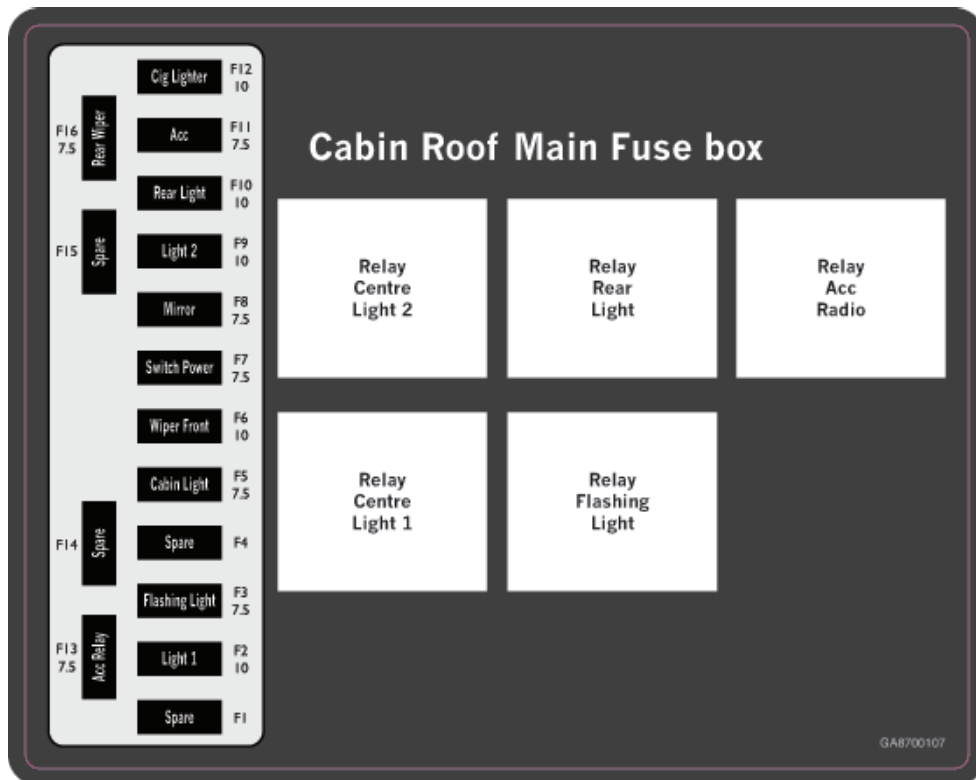 Cabin Roof Main Fuse box
Cig Lighter
F12
10
F16
7.5
Rear Wiper
Acc
F11
7.5
Rear Light
F10
10
F15
Spare
Light 2
F9
10
Mirror
F8
7.5
Switch Power
F7
7.5
Wiper Front
F6
10
Cabin Light
F5
7.5
F14
Spare
Spare
F4
Flashing Light
F3
7.5
F13
7.5
Acc Relay
Light 1
F2
10
Spare
F1
Relay
Centre
Light 2
Relay
Rear
Light
Relay
Acc
Radio
Relay
Centre
Light 1
Relay
Flashing
Light
GA8700107